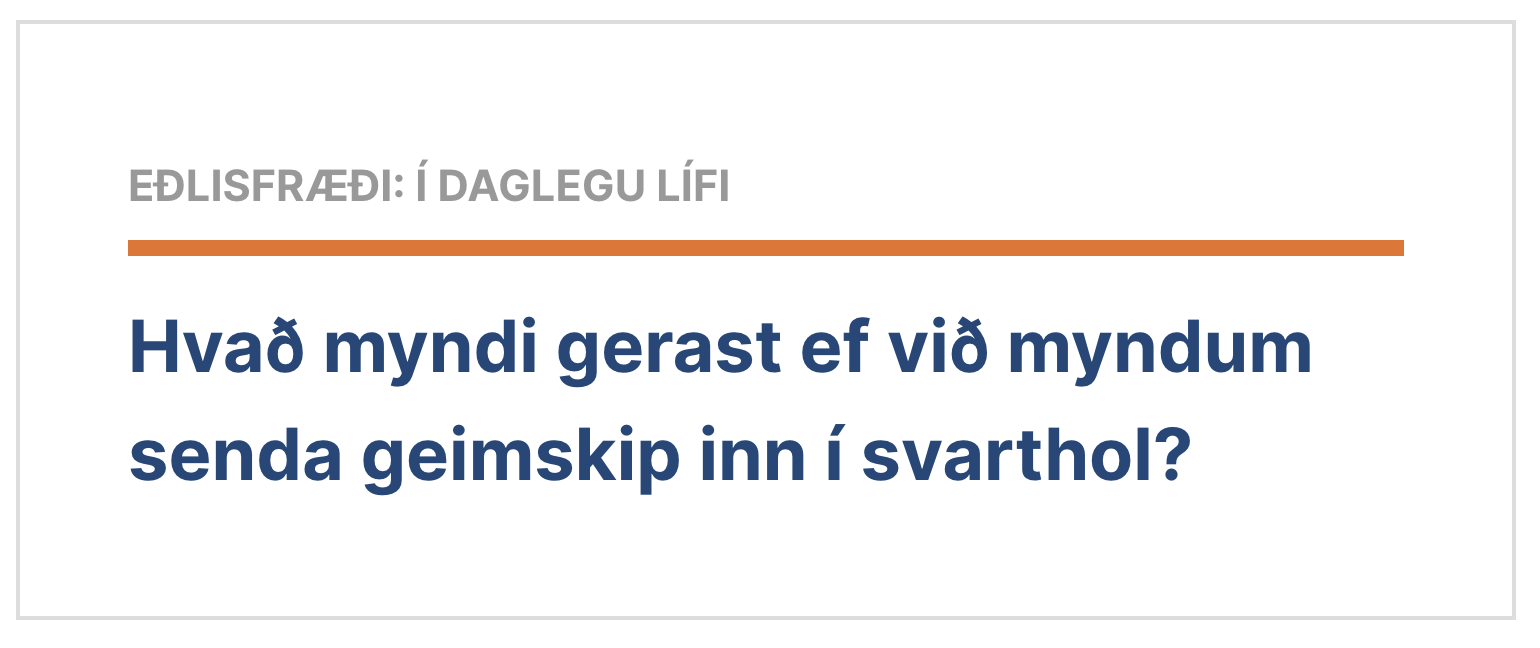 EÐLISFRÆÐI: Í DAGLEGU LÍFI
Hvað myndi gerast ef við myndum
senda geimskip inn í svarthol?